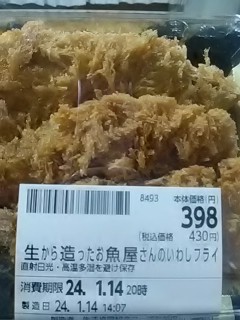 8493 本体価格(円)
398
(税込価格 430円)
生から造ったお魚屋さんのいわしフライ
直射日光・高温多湿を避け保存
消費期限 24. 1.14 20時
製造日 24. 1.14 14:07